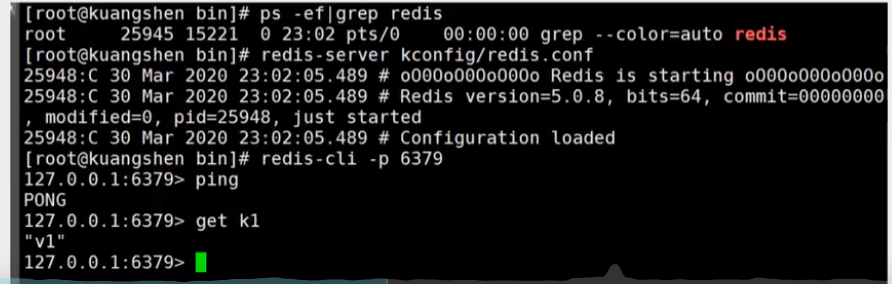 [root@kuangshen bin]# ps -ef|grep redis
root     25945 15221  0 23:02 pts/0    00:00:00 grep --color=auto redis
[root@kuangshen bin]# redis-server kconfig/redis.conf
25948:C 30 Mar 2020 23:02:05.489 # oO0OoO0OoO0Oo Redis is starting oO0OoO0OoO0Oo
25948:C 30 Mar 2020 23:02:05.489 # Redis version=5.0.8, bits=64, commit=00000000
, modified=0, pid=25948, just started
25948:C 30 Mar 2020 23:02:05.489 # Configuration loaded
[root@kuangshen bin]# redis-cli -p 6379
127.0.0.1:6379> ping
PONG
127.0.0.1:6379> get k1
"v1"
127.0.0.1:6379>